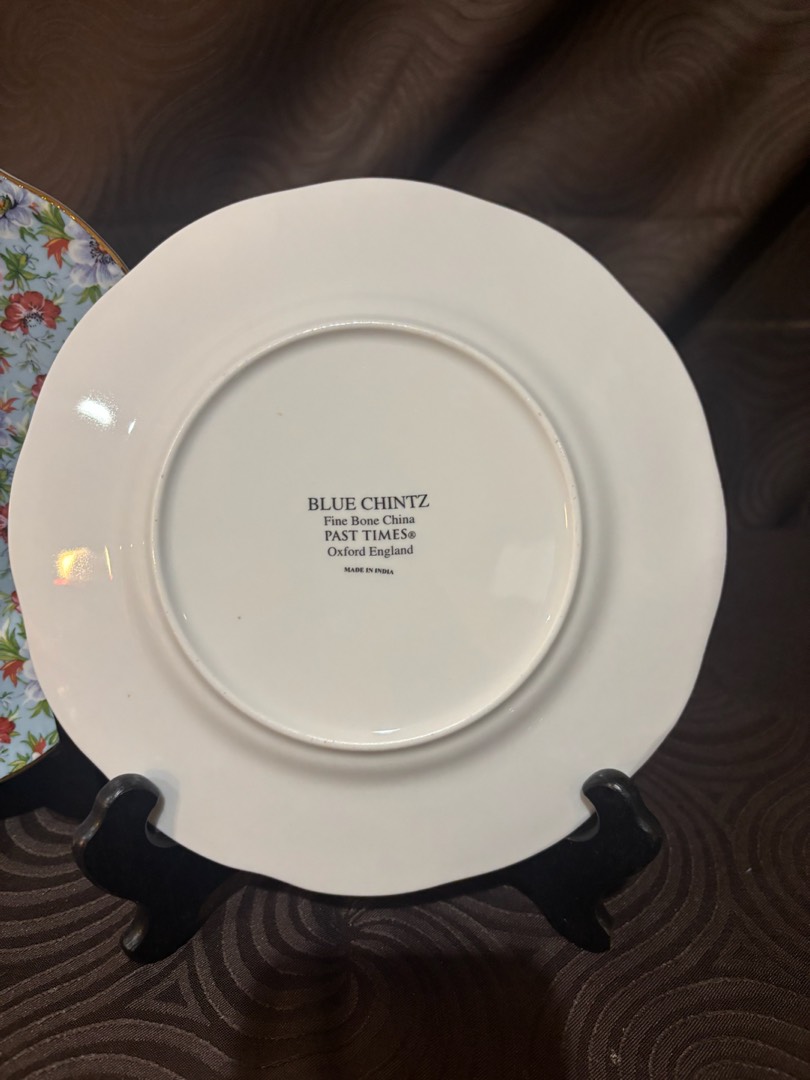 BLUE CHINTZ
Fine Bone China
PAST TIMES®
Oxford England
MADE IN INDIA